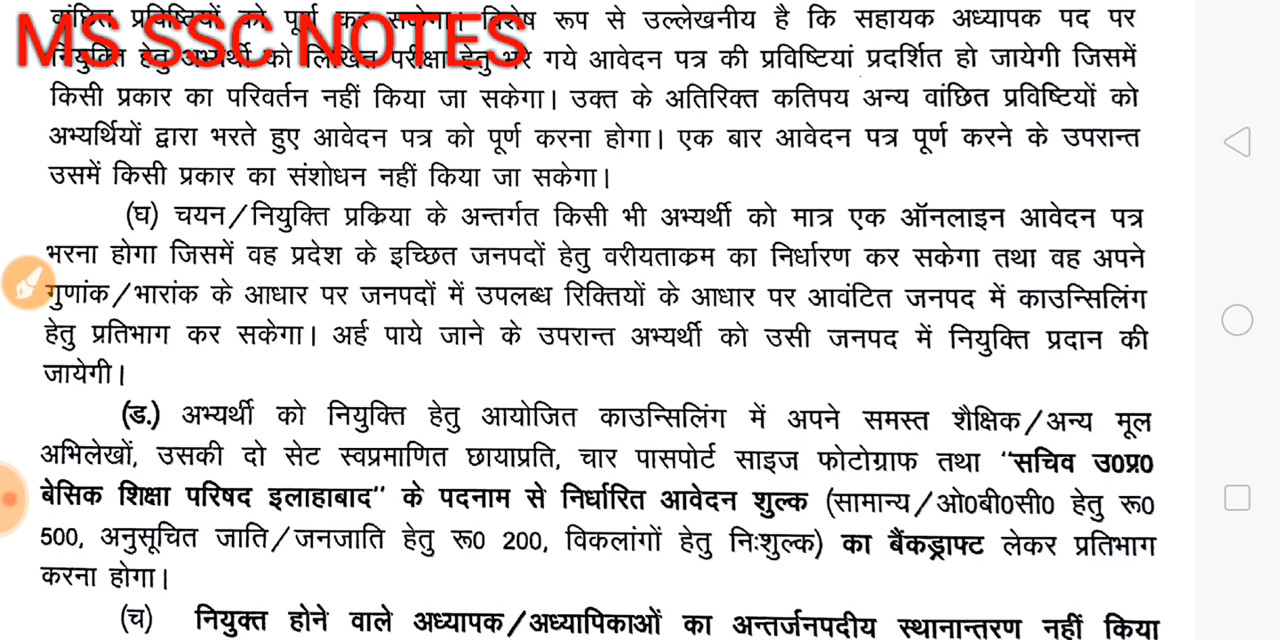 वांछित प्रविष्टियों को पूर्ण कर सकेगा। विशेष रूप से उल्लेखनीय है कि सहायक अध्यापक पद पर
MS SSC NOTES
नियुक्ति हेतु अभ्यर्थी को लिखित परीक्षा हेतु भरे गये आवेदन पत्र की प्रविष्टियां प्रदर्शित हो जायेगी जिसमें
किसी प्रकार का परिवर्तन नहीं किया जा सकेगा। उक्त के अतिरिक्त कतिपय अन्य वांछित प्रविष्टियों को
अभ्यर्थियों द्वारा भरते हुए आवेदन पत्र को पूर्ण करना होगा। एक बार आवेदन पत्र पूर्ण करने के उपरान्त
उसमें किसी प्रकार का संशोधन नहीं किया जा सकेगा।
(घ) चयन/नियुक्ति प्रक्रिया के अन्तर्गत किसी भी अभ्यर्थी को मात्र एक ऑनलाइन आवेदन पत्र
भरना होगा जिसमें वह प्रदेश के इच्छित जनपदों हेतु वरीयताक्रम का निर्धारण कर सकेगा तथा वह अपने
गुणांक/भारांक के आधार पर जनपदों में उपलब्ध रिक्तियों के आधार पर आवंटित जनपद में काउन्सिलिंग
हेतु प्रतिभाग कर सकेगा। अर्ह पाये जाने के उपरान्त अभ्यर्थी को उसी जनपद में नियुक्ति प्रदान की
जायेगी।
(ड.) अभ्यर्थी को नियुक्ति हेतु आयोजित काउन्सिलिंग में अपने समस्त शैक्षिक/अन्य मूल
अभिलेखों, उसकी दो सेट स्वप्रमाणित छायाप्रति, चार पासपोर्ट साइज फोटोग्राफ तथा "सचिव उ0प्र0
बेसिक शिक्षा परिषद इलाहाबाद" के पदनाम से निर्धारित आवेदन शुल्क (सामान्य/ओ0बी0सी0 हेतु रू0
500, अनुसूचित जाति/जनजाति हेतु रू0 200, विकलांगों हेतु निःशुल्क) का बैंकड्राफ्ट लेकर प्रतिभाग
करना होगा।
(च) नियुक्त होने वाले अध्यापक/अध्यापिकाओं का अन्तर्जनपदीय स्थानान्तरण नहीं किया